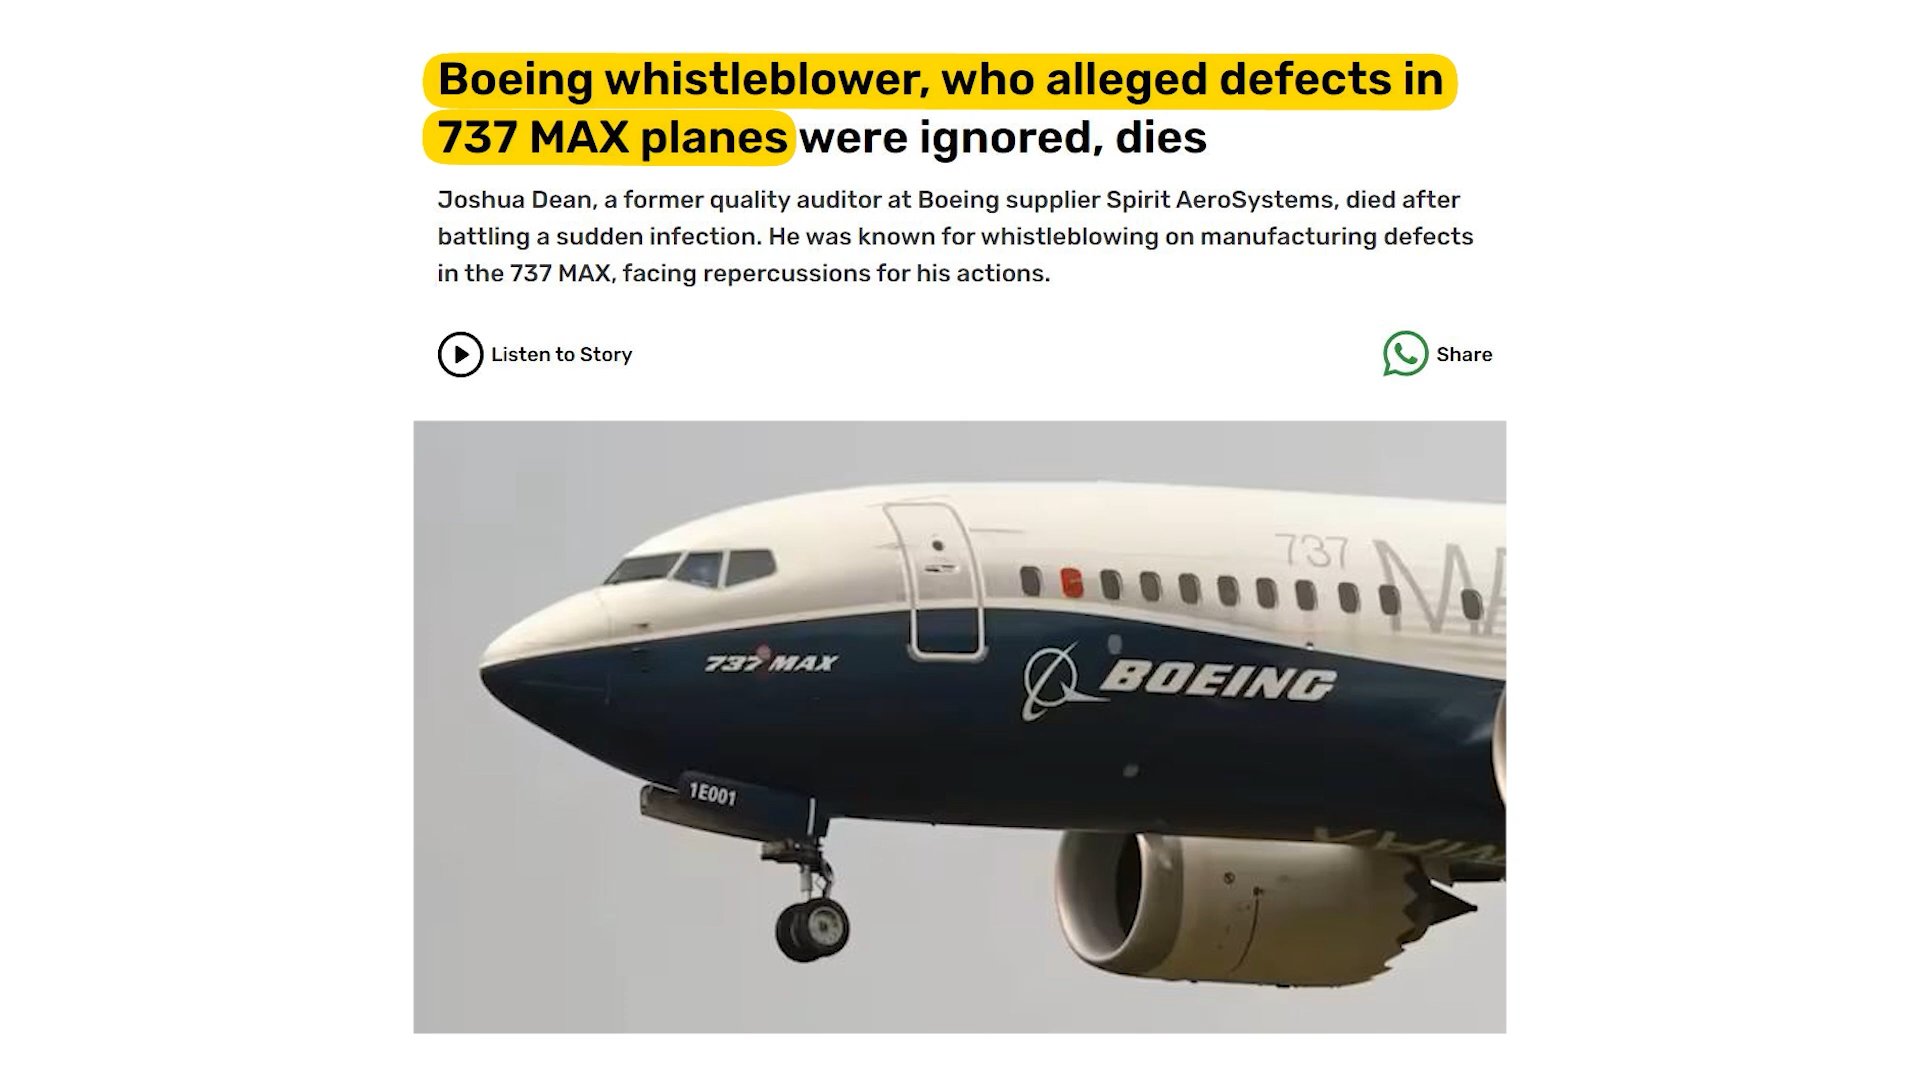 Boeing whistleblower, who alleged defects in
737 MAX planes were ignored, dies
Joshua Dean, a former quality auditor at Boeing supplier Spirit AeroSystems, died after
battling a sudden infection. He was known for whistleblowing on manufacturing defects
in the 737 MAX, facing repercussions for his actions.
Listen to Story
Share
737
737 MAX
BOEING
1E001